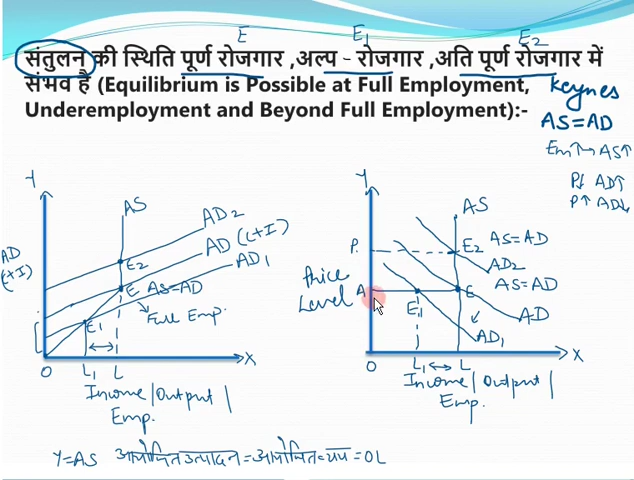 E E1 E2
संतुलन की स्थिति पूर्ण रोजगार ,अल्प - रोजगार ,अति पूर्ण रोजगार में
संभव है (Equilibrium is Possible at Full Employment,
Underemployment and Beyond Full Employment):-
Keynes
AS=AD
Em↑→AS↑
P↓ AD↑
P↑ AD↓
Y
AS
AD2
AD (C+I)
AD1
AD
(C+I)
E2
E AS=AD
Full Emp.
E1
O L1 L X
Income/Output/
Emp.
Y
AS
P.
E2 AS=AD
AD2
AS=AD
Price
Level
A
E1
E
AD
AD1
O L1 L X
Income/Output/
Emp.
Y=AS आयोजित उत्पादन = आयोजित व्यय = OL